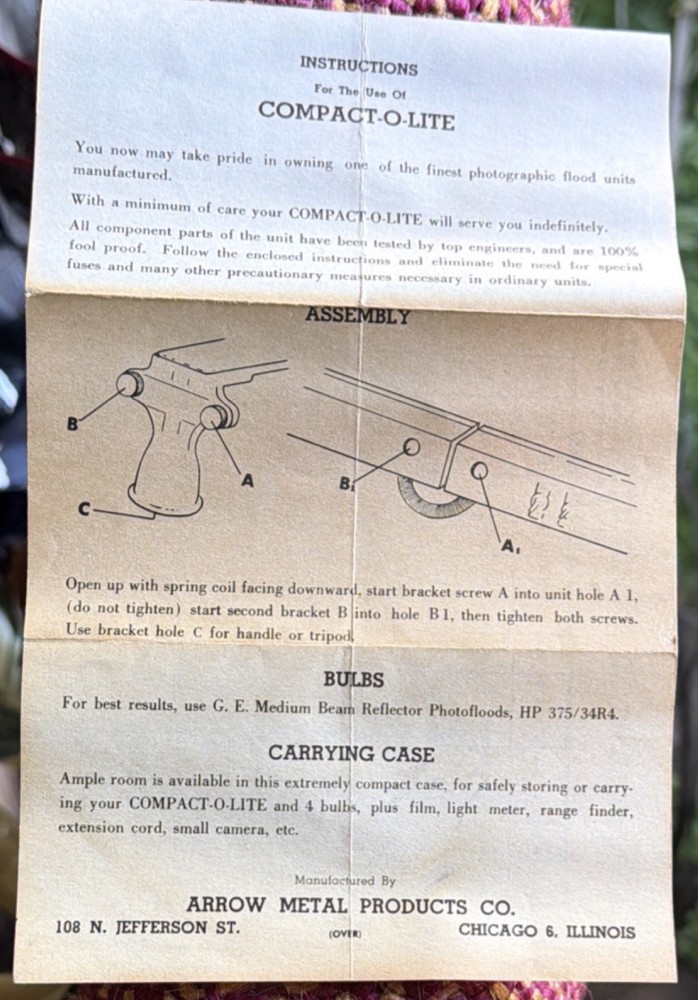 INSTRUCTIONS
For The Use Of
COMPACT-O-LITE
You now may take pride in owning one of the finest photographic flood units
manufactured.
With a minimum of care your COMPACT-O-LITE will serve you indefinitely.
All component parts of the unit have been tested by top engineers, and are 100%
fool proof. Follow the enclosed instructions and eliminate the need for special
fuses and many other precautionary measures necessary in ordinary units.
ASSEMBLY
B
A
C
B1
A1
Open up with spring coil facing downward, start bracket screw A into unit hole A 1,
(do not tighten) start second bracket B into hole B 1, then tighten both screws.
Use bracket hole C for handle or tripod.
BULBS
For best results, use G. E. Medium Beam Reflector Photofloods, HP 375/34R4.
CARRYING CASE
Ample room is available in this extremely compact case, for safely storing or carry-
ing your COMPACT-O-LITE and 4 bulbs, plus film, light meter, range finder,
extension cord, small camera, etc.
Manufactured By
ARROW METAL PRODUCTS CO.
108 N. JEFFERSON ST. (OVER) CHICAGO 6, ILLINOIS